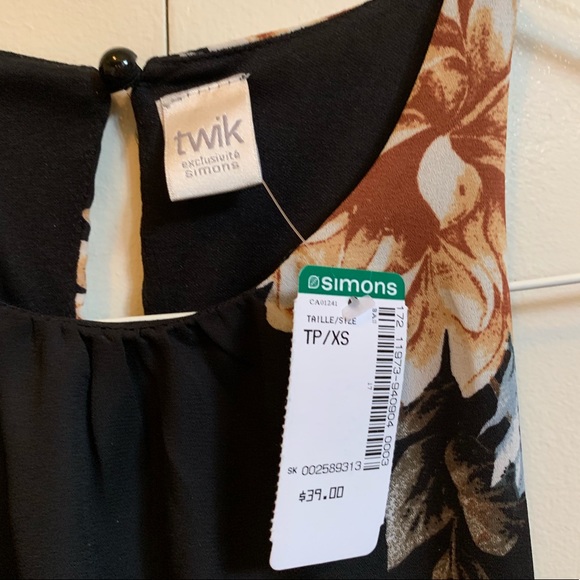 twik
exclusivité
simons
simons
CA01241
TAILLE/SIZE
TP/XS
172 11973-940904 0003
SK 002589313
$39.00